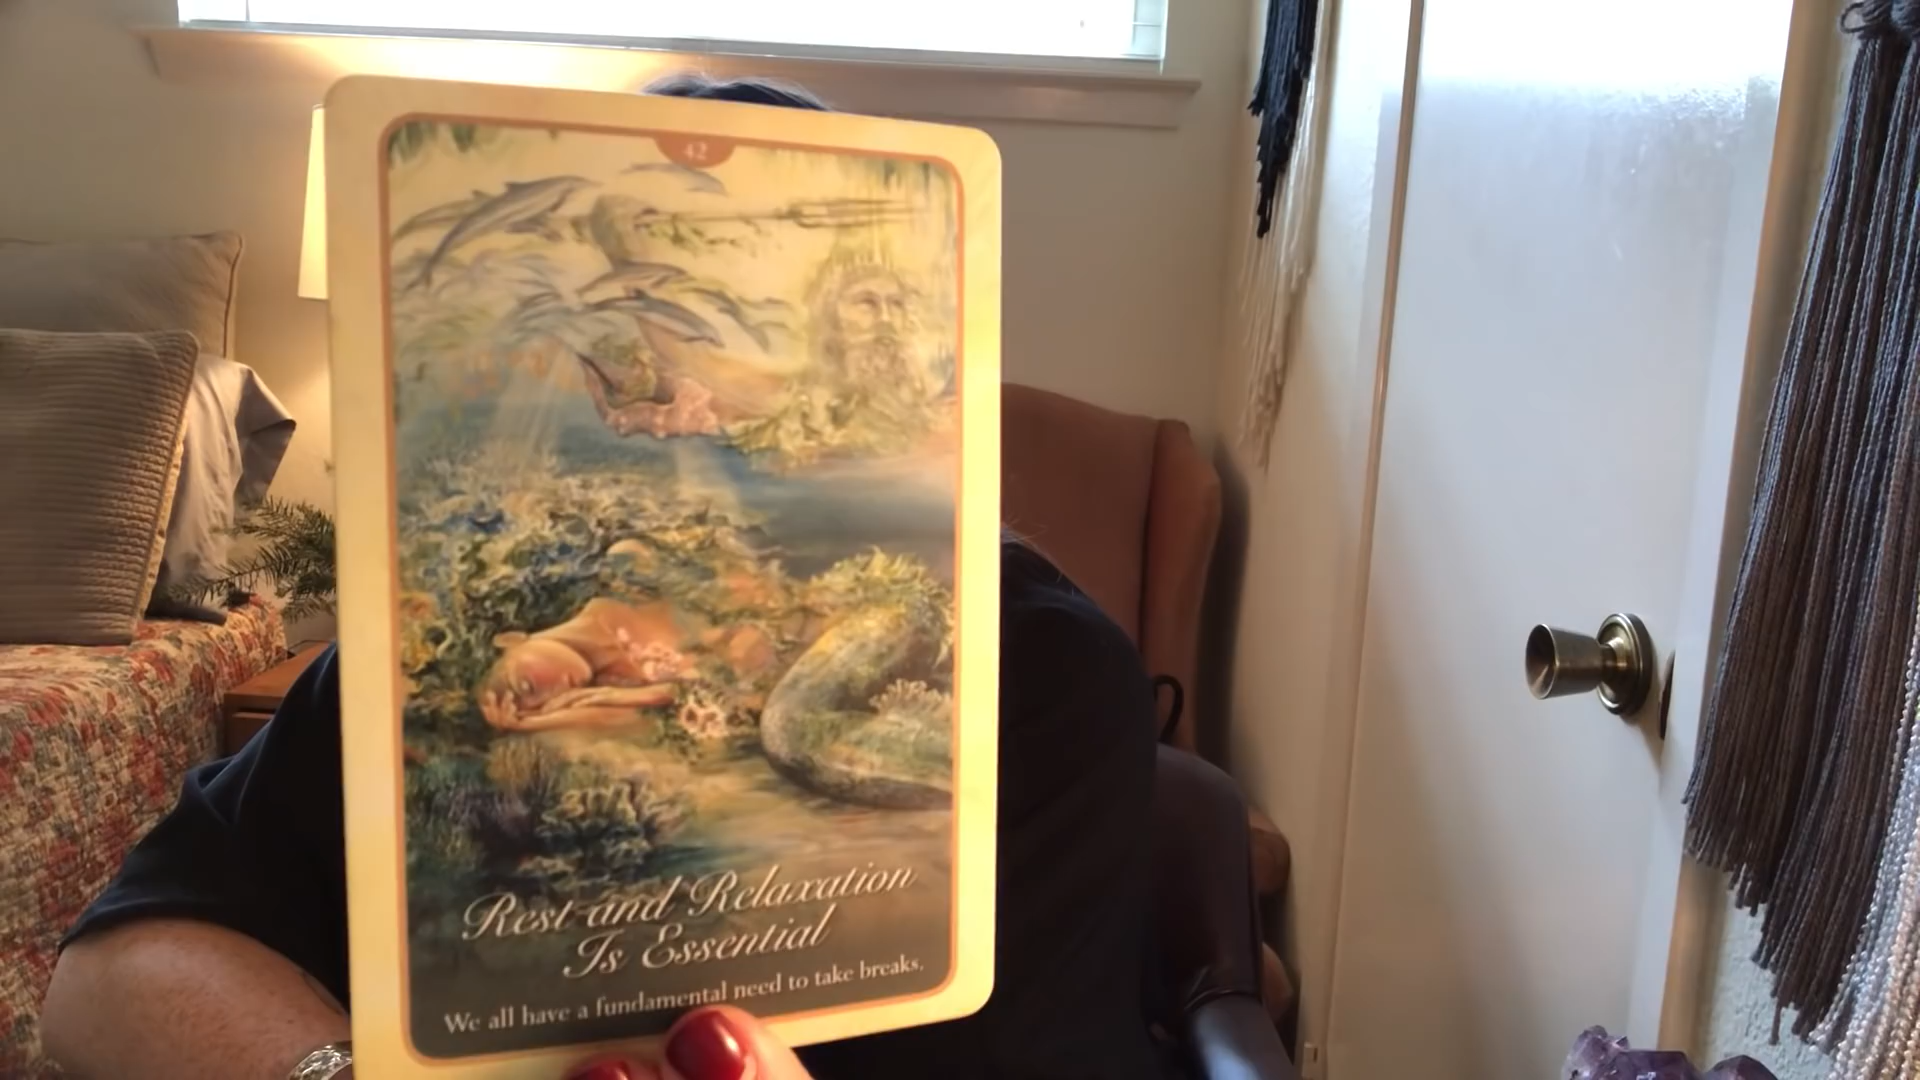 42
Rest and Relaxation
Is Essential
We all have a fundamental need to take breaks.